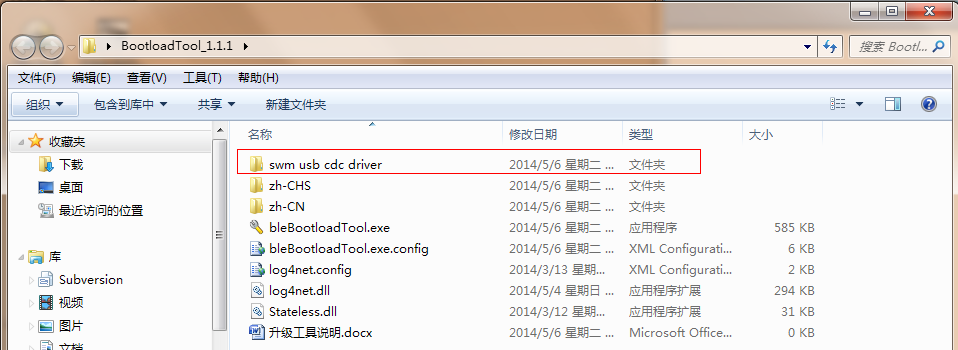 BootloadTool_1.1.1
搜索 Bootl...
文件(F) 编辑(E) 查看(V) 工具(T) 帮助(H)
组织 包含到库中 共享 新建文件夹
收藏夹
下载
桌面
最近访问的位置
库
Subversion
视频
图片
文档
名称 修改日期 类型 大小
swm usb cdc driver 2014/5/6 星期二 ... 文件夹
zh-CHS 2014/5/6 星期二 ... 文件夹
zh-CN 2014/5/6 星期二 ... 文件夹
bleBootloadTool.exe 2014/5/6 星期二 ... 应用程序 585 KB
bleBootloadTool.exe.config 2014/5/6 星期二 ... XML Configurati... 6 KB
log4net.config 2014/3/13 星期... XML Configurati... 2 KB
log4net.dll 2014/5/4 星期日 ... 应用程序扩展 294 KB
Stateless.dll 2014/3/12 星期... 应用程序扩展 31 KB
升级工具说明.docx 2014/5/6 星期二 ... Microsoft Office... 0 KB